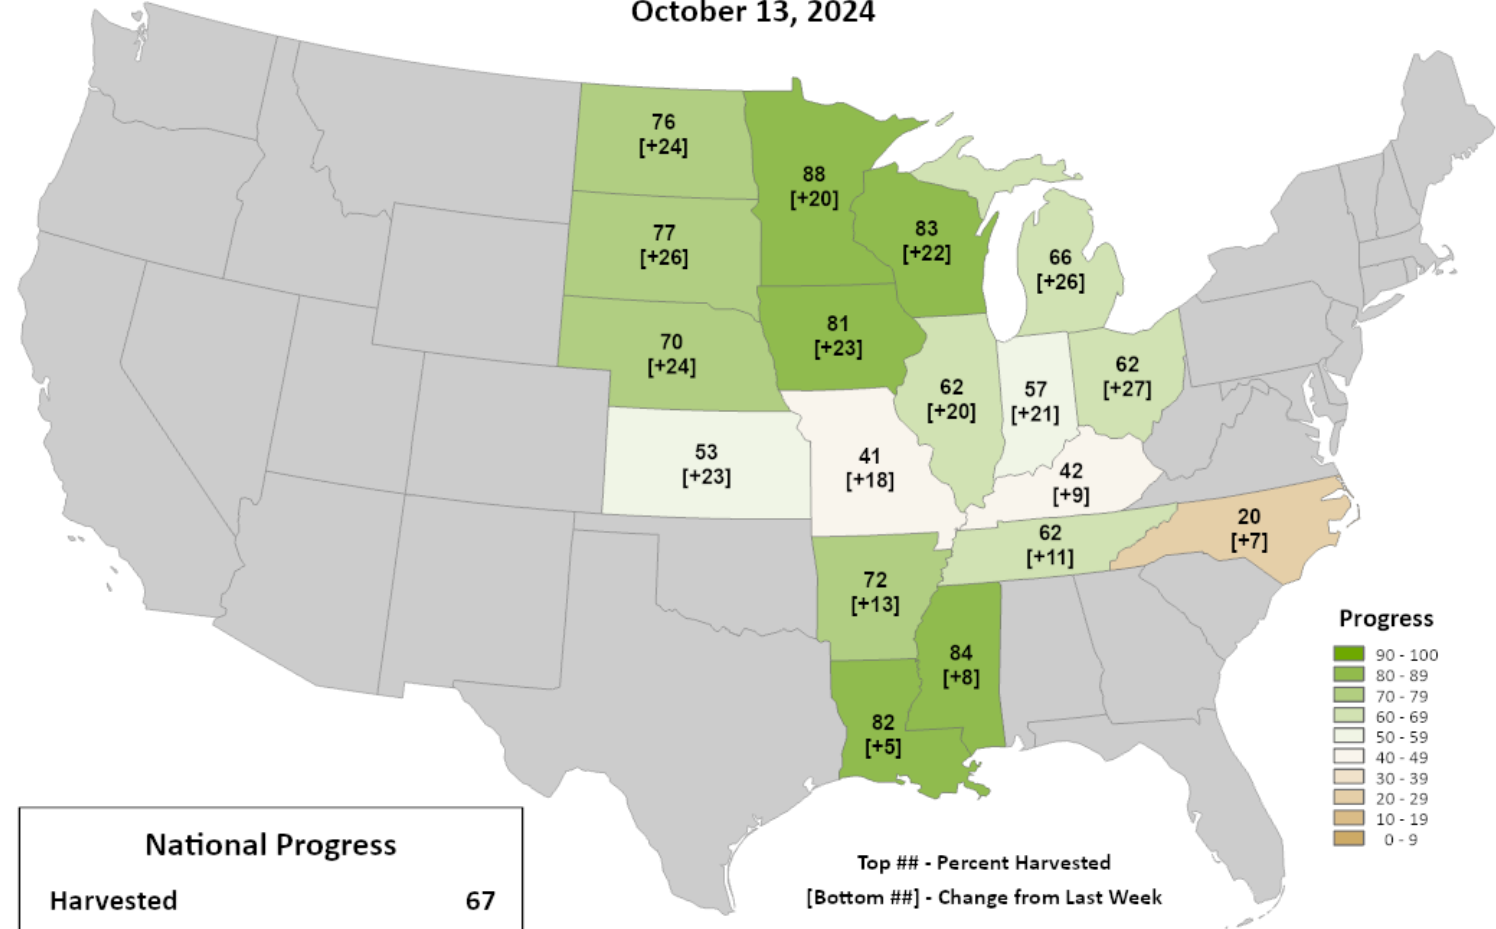 October 13, 2024
76
[+24]
88
[+20]
77
[+26]
83
[+22]
66
[+26]
70
[+24]
81
[+23]
62
[+20]
57
[+21]
62
[+27]
53
[+23]
41
[+18]
42
[+9]
62
[+11]
20
[+7]
72
[+13]
84
[+8]
82
[+5]
Progress
90 - 100
80 - 89
70 - 79
60 - 69
50 - 59
40 - 49
30 - 39
20 - 29
10 - 19
0 - 9
National Progress
Harvested 67
Top ## - Percent Harvested
[Bottom ##] - Change from Last Week